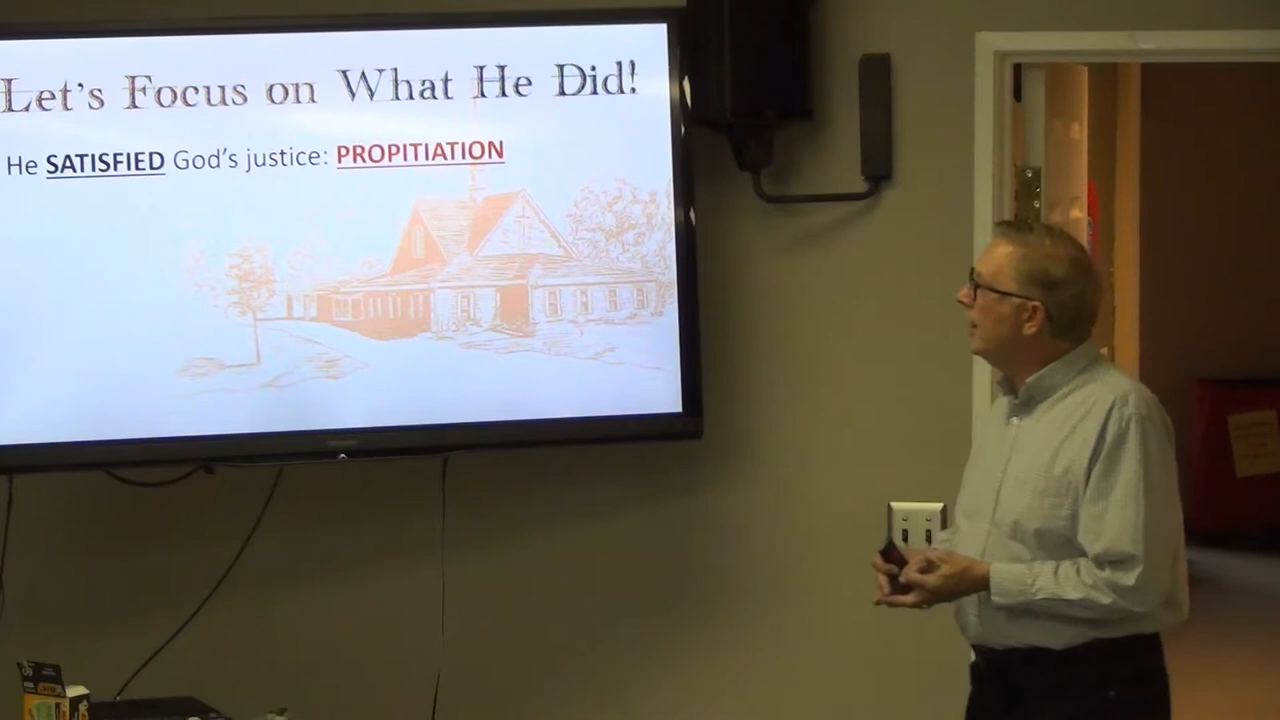 Let's Focus on What He Did!
He SATISFIED God's justice: PROPITIATION